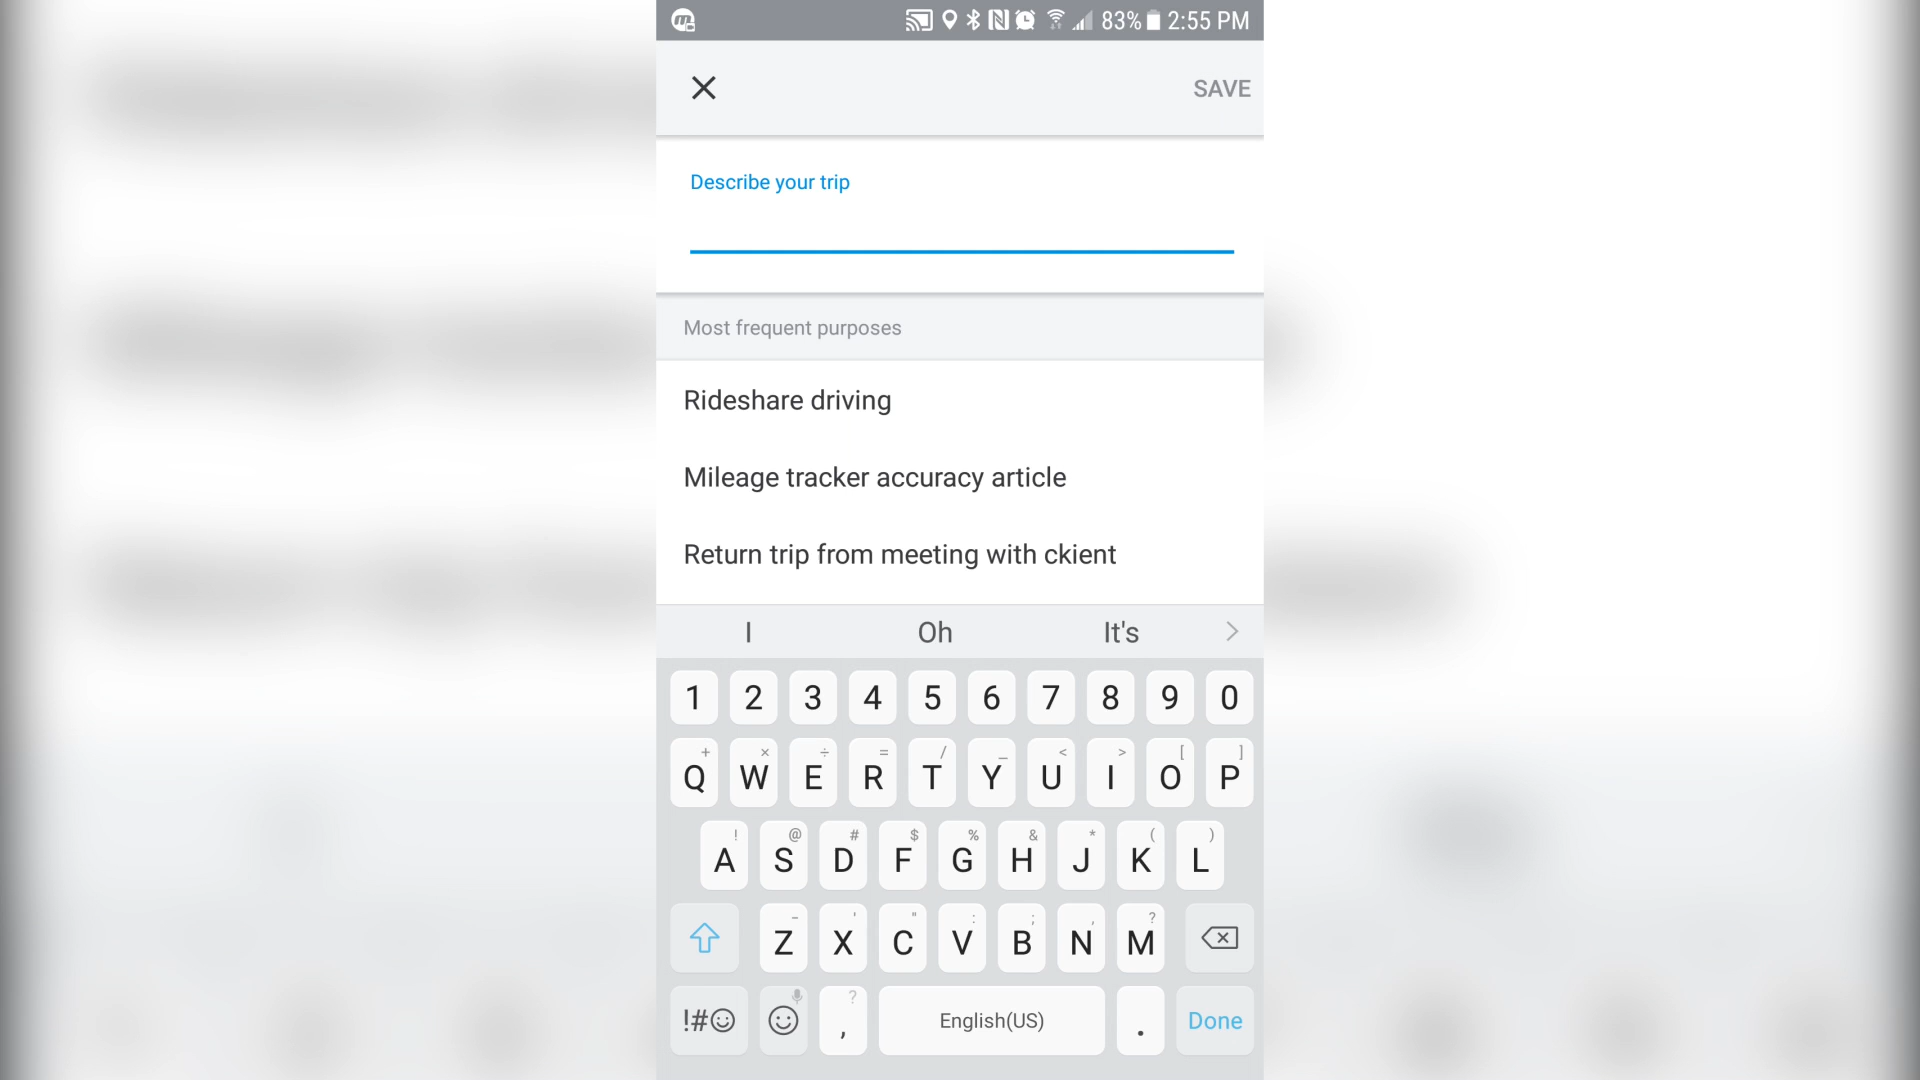 83% 2:55 PM
SAVE
Describe your trip
Most frequent purposes
Rideshare driving
Mileage tracker accuracy article
Return trip from meeting with ckient
I Oh It's
1 2 3 4 5 6 7 8 9 0
+ × ÷ = / _ < > [ ]
Q W E R T Y U I O P
! @ # $ % & * ( )
A S D F G H J K L
- ' " : ; , ?
Z X C V B N M
?
!#☺ , English(US) . Done